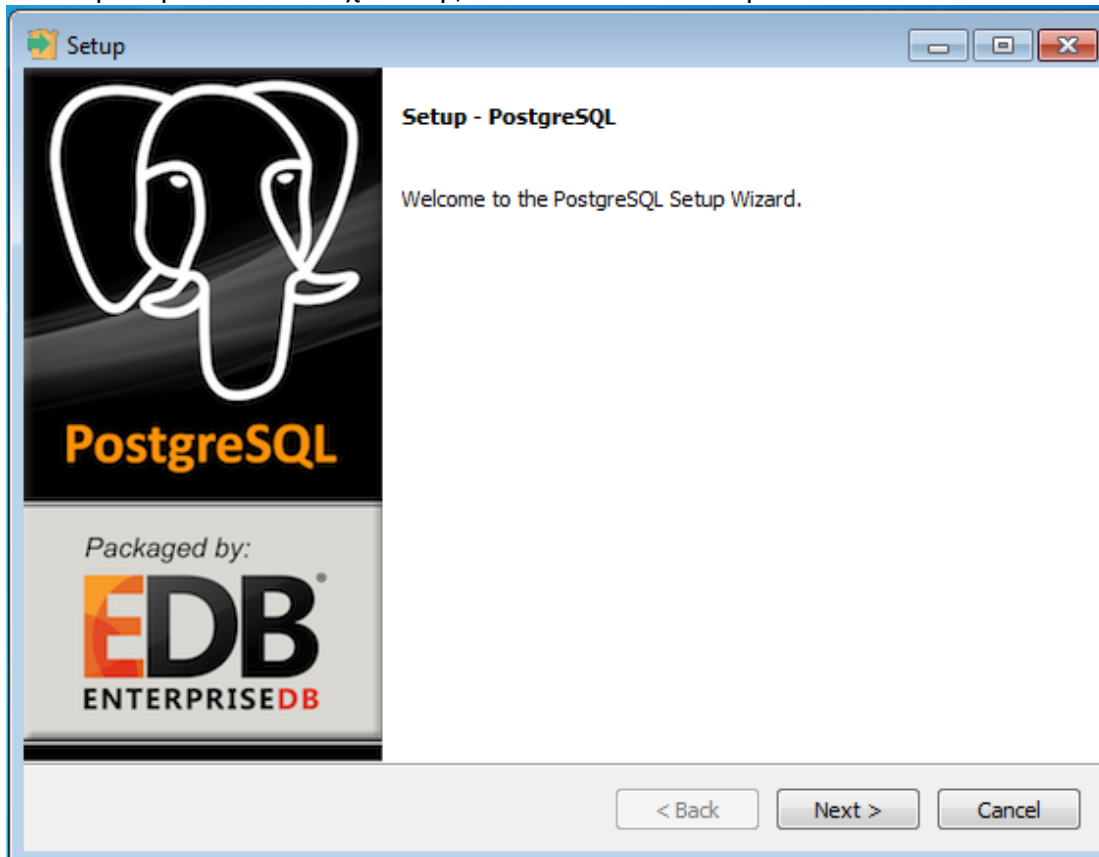 Setup
Setup - PostgreSQL
Welcome to the PostgreSQL Setup Wizard.
PostgreSQL
Packaged by:
EDB®
ENTERPRISEDB
< Back
Next >
Cancel